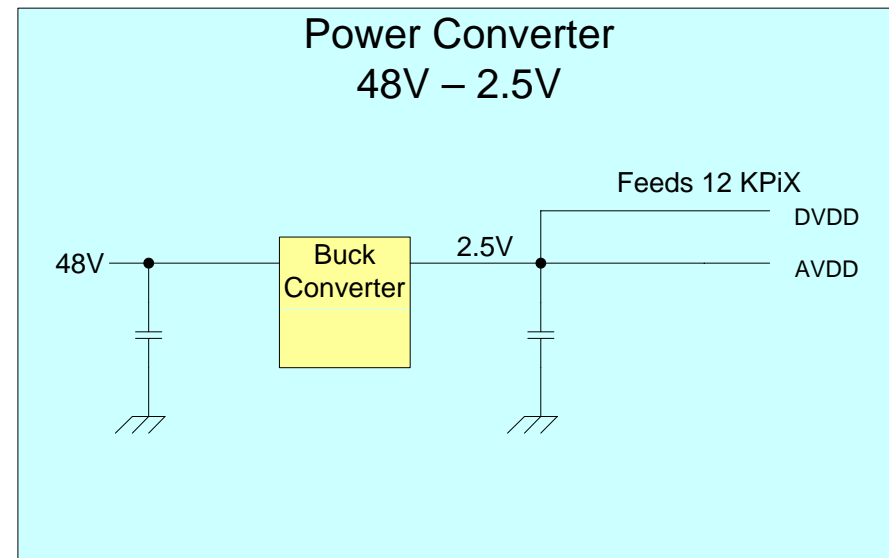 Power Converter
48V – 2.5V
Feeds 12 KPiX
DVDD
48V
Buck
Converter
2.5V
AVDD